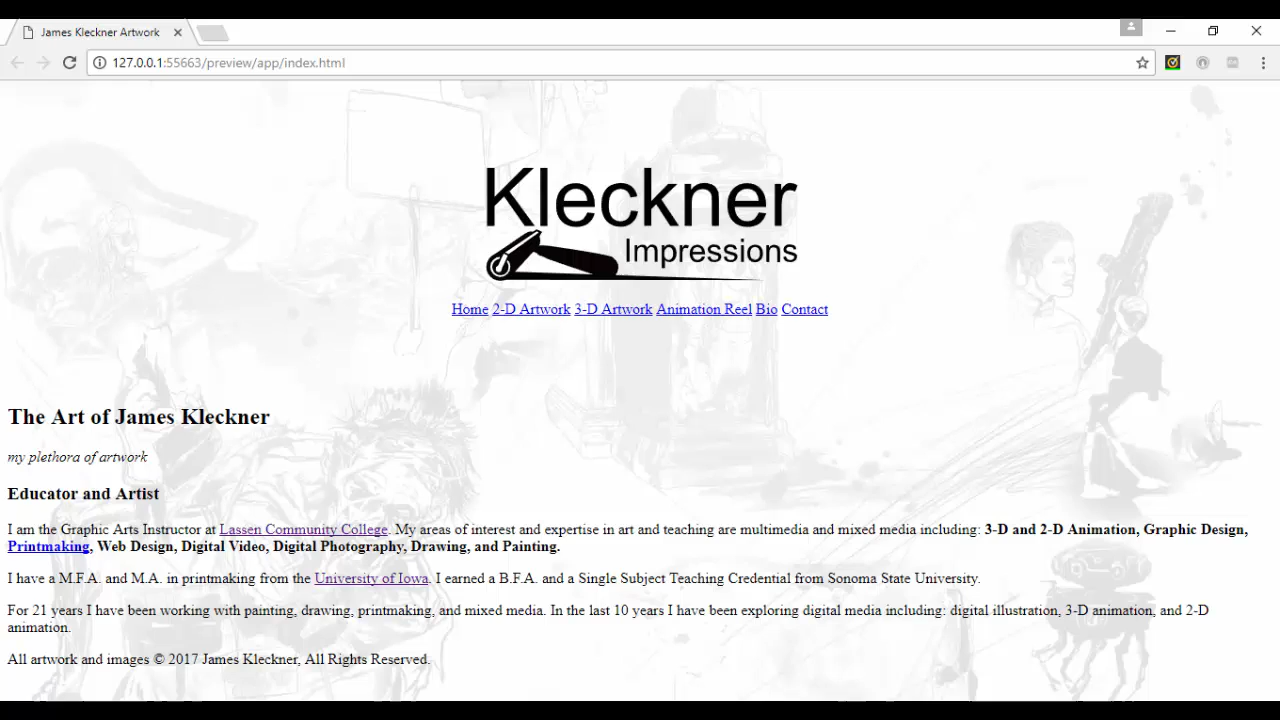 James Kleckner Artwork
127.0.0.1:55663/preview/app/index.html
Kleckner
Impressions
Home 2-D Artwork 3-D Artwork Animation Reel Bio Contact
The Art of James Kleckner
my plethora of artwork
Educator and Artist
I am the Graphic Arts Instructor at Lassen Community College. My areas of interest and expertise in art and teaching are multimedia and mixed media including: 3-D and 2-D Animation, Graphic Design,
Printmaking, Web Design, Digital Video, Digital Photography, Drawing, and Painting.
I have a M.F.A. and M.A. in printmaking from the University of Iowa. I earned a B.F.A. and a Single Subject Teaching Credential from Sonoma State University.
For 21 years I have been working with painting, drawing, printmaking, and mixed media. In the last 10 years I have been exploring digital media including: digital illustration, 3-D animation, and 2-D
animation.
All artwork and images © 2017 James Kleckner, All Rights Reserved.